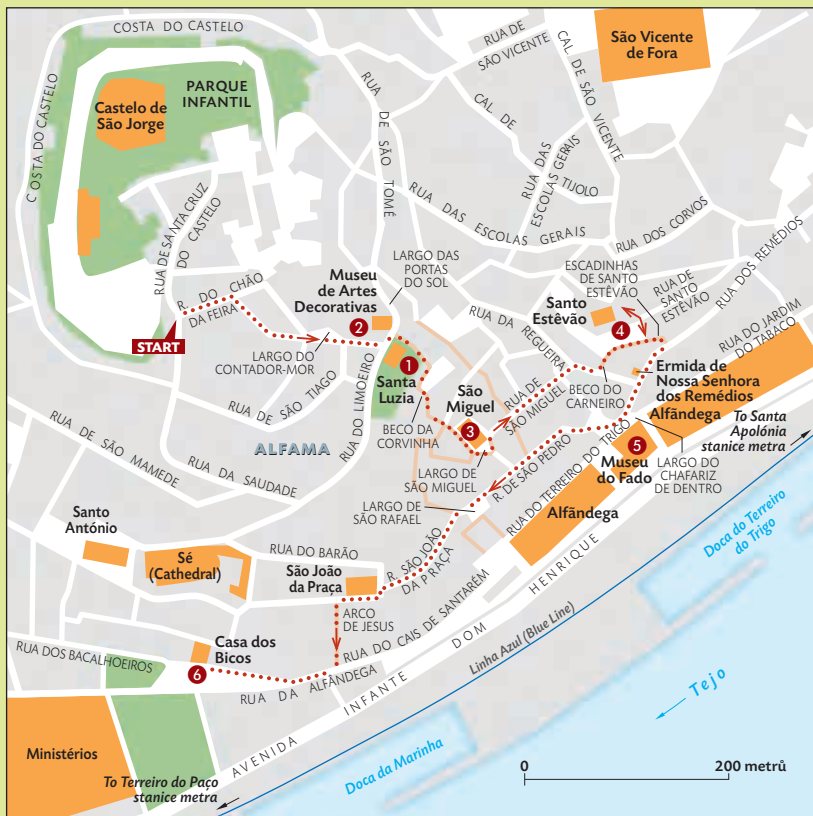 COSTA DO CASTELO
COSTA DO CASTELO
PARQUE
INFANTIL
Castelo de
São Jorge
RUA DE SÃO TOMÉ
RUA DE
SÃO VICENTE
CAL DE SÃO VICENTE
São Vicente
de Fora
CAL DE
TIJOLO
RUA DAS
ESCOLAS GERAIS
RUA DAS ESCOLAS GERAIS
RUA DOS CORVOS
RUA DE SANTA CRUZ
DO CASTELO
R. DO CHÃO
DA FEIRA
START
Museu
de Artes
Decorativas
2
LARGO DAS
PORTAS
DO SOL
LARGO DO
CONTADOR-MOR
1
Santa
Luzia
RUA DA REGUEIRA
ESCADINHAS
DE SANTO
ESTÊVÃO
RUA DE
SANTO
ESTÊVÃO
RUA DOS REMÉDIOS
Santo
Estêvão
4
RUA DO JARDIM
DO TABACO
Ermida de
Nossa Senhora
dos Remédios
Alfândega
To Santa
Apolónia
stanice metra
RUA DE SÃO TIAGO
RUA DO LIMOEIRO
BECO DA
CORVINHA
São
Miguel
3
RUA DE
SÃO MIGUEL
BECO DO
CARNEIRO
ALFAMA
RUA DE SÃO MAMEDE
RUA DA SAUDADE
LARGO DE
SÃO MIGUEL
R. DE SÃO PEDRO
RUA DO TERREIRO DO TRIGO
5
Museu
do Fado
LARGO DO
CHAFARIZ
DE DENTRO
LARGO DE
SÃO RAFAEL
Alfândega
Doca do Terreiro
do Trigo
Santo
António
Sé
(Cathedral)
RUA DO BARÃO
São João
da Praça
R. SÃO JOÃO
DA PRAÇA
ARCO
DE JESUS
RUA DO CAIS DE SANTARÉM
Casa dos
Bicos
6
RUA DOS BACALHOEIROS
RUA DA ALFÂNDEGA
AVENIDA INFANTE DOM HENRIQUE
Linha Azul (Blue Line)
Tejo
Ministérios
To Terreiro do Paço
stanice metra
Doca da Marinha
0 200 metrů